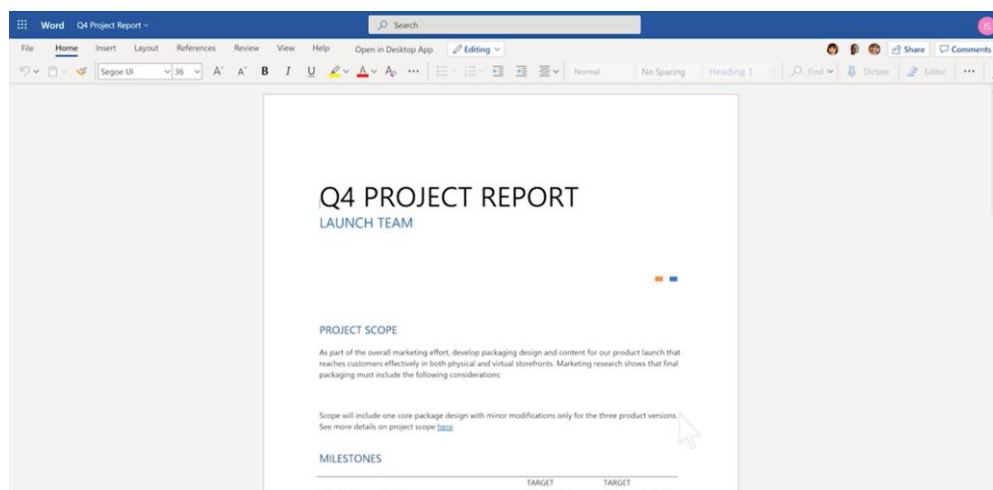 Word Q4 Project Report Search IS
File Home Insert Layout References Review View Help Open in Desktop App Editing Share Comments
Segoe UI 36 A A B I U A A Normal No Spacing Heading 1 Find Dictate Editor
Q4 PROJECT REPORT
LAUNCH TEAM
PROJECT SCOPE
As part of the overall marketing effort, develop packaging design and content for our product launch that
reaches customers effectively in both physical and virtual storefronts. Marketing research shows that final
packaging must include the following considerations:
Scope will include one core package design with minor modifications only for the three product versions.
See more details on project scope here.
MILESTONES
TARGET TARGET